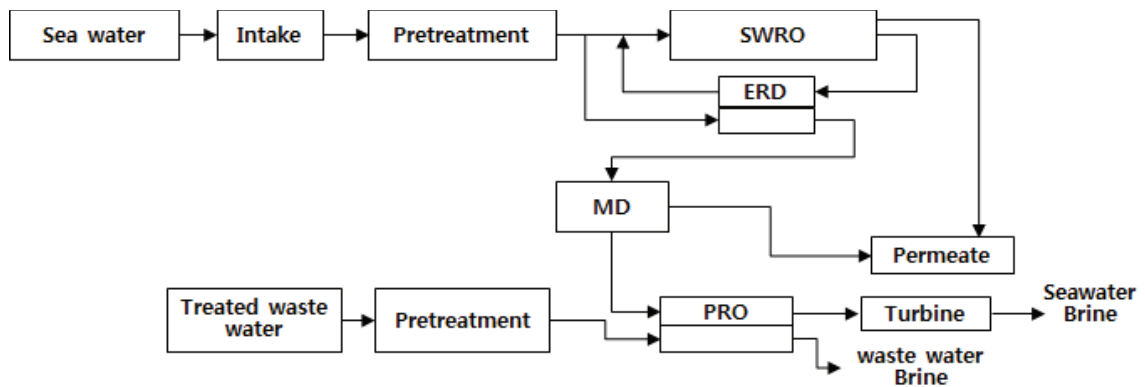 Sea water
Intake
Pretreatment
SWRO
ERD
MD
Permeate
Treated waste
water
Pretreatment
PRO
Turbine
Seawater
Brine
waste water
Brine